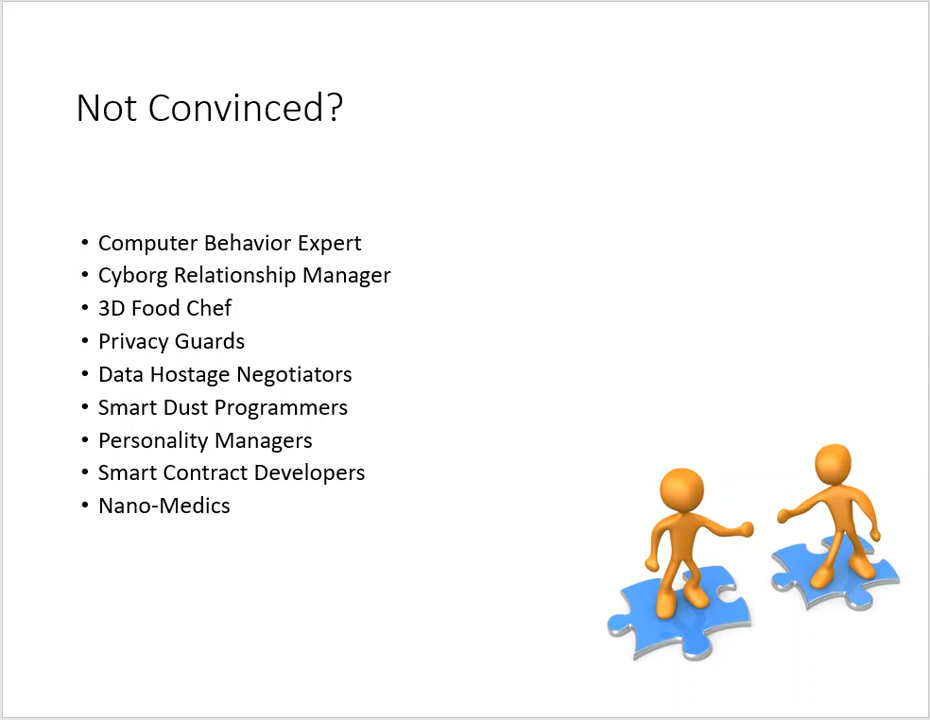 Not Convinced?
• Computer Behavior Expert
• Cyborg Relationship Manager
• 3D Food Chef
• Privacy Guards
• Data Hostage Negotiators
• Smart Dust Programmers
• Personality Managers
• Smart Contract Developers
• Nano-Medics